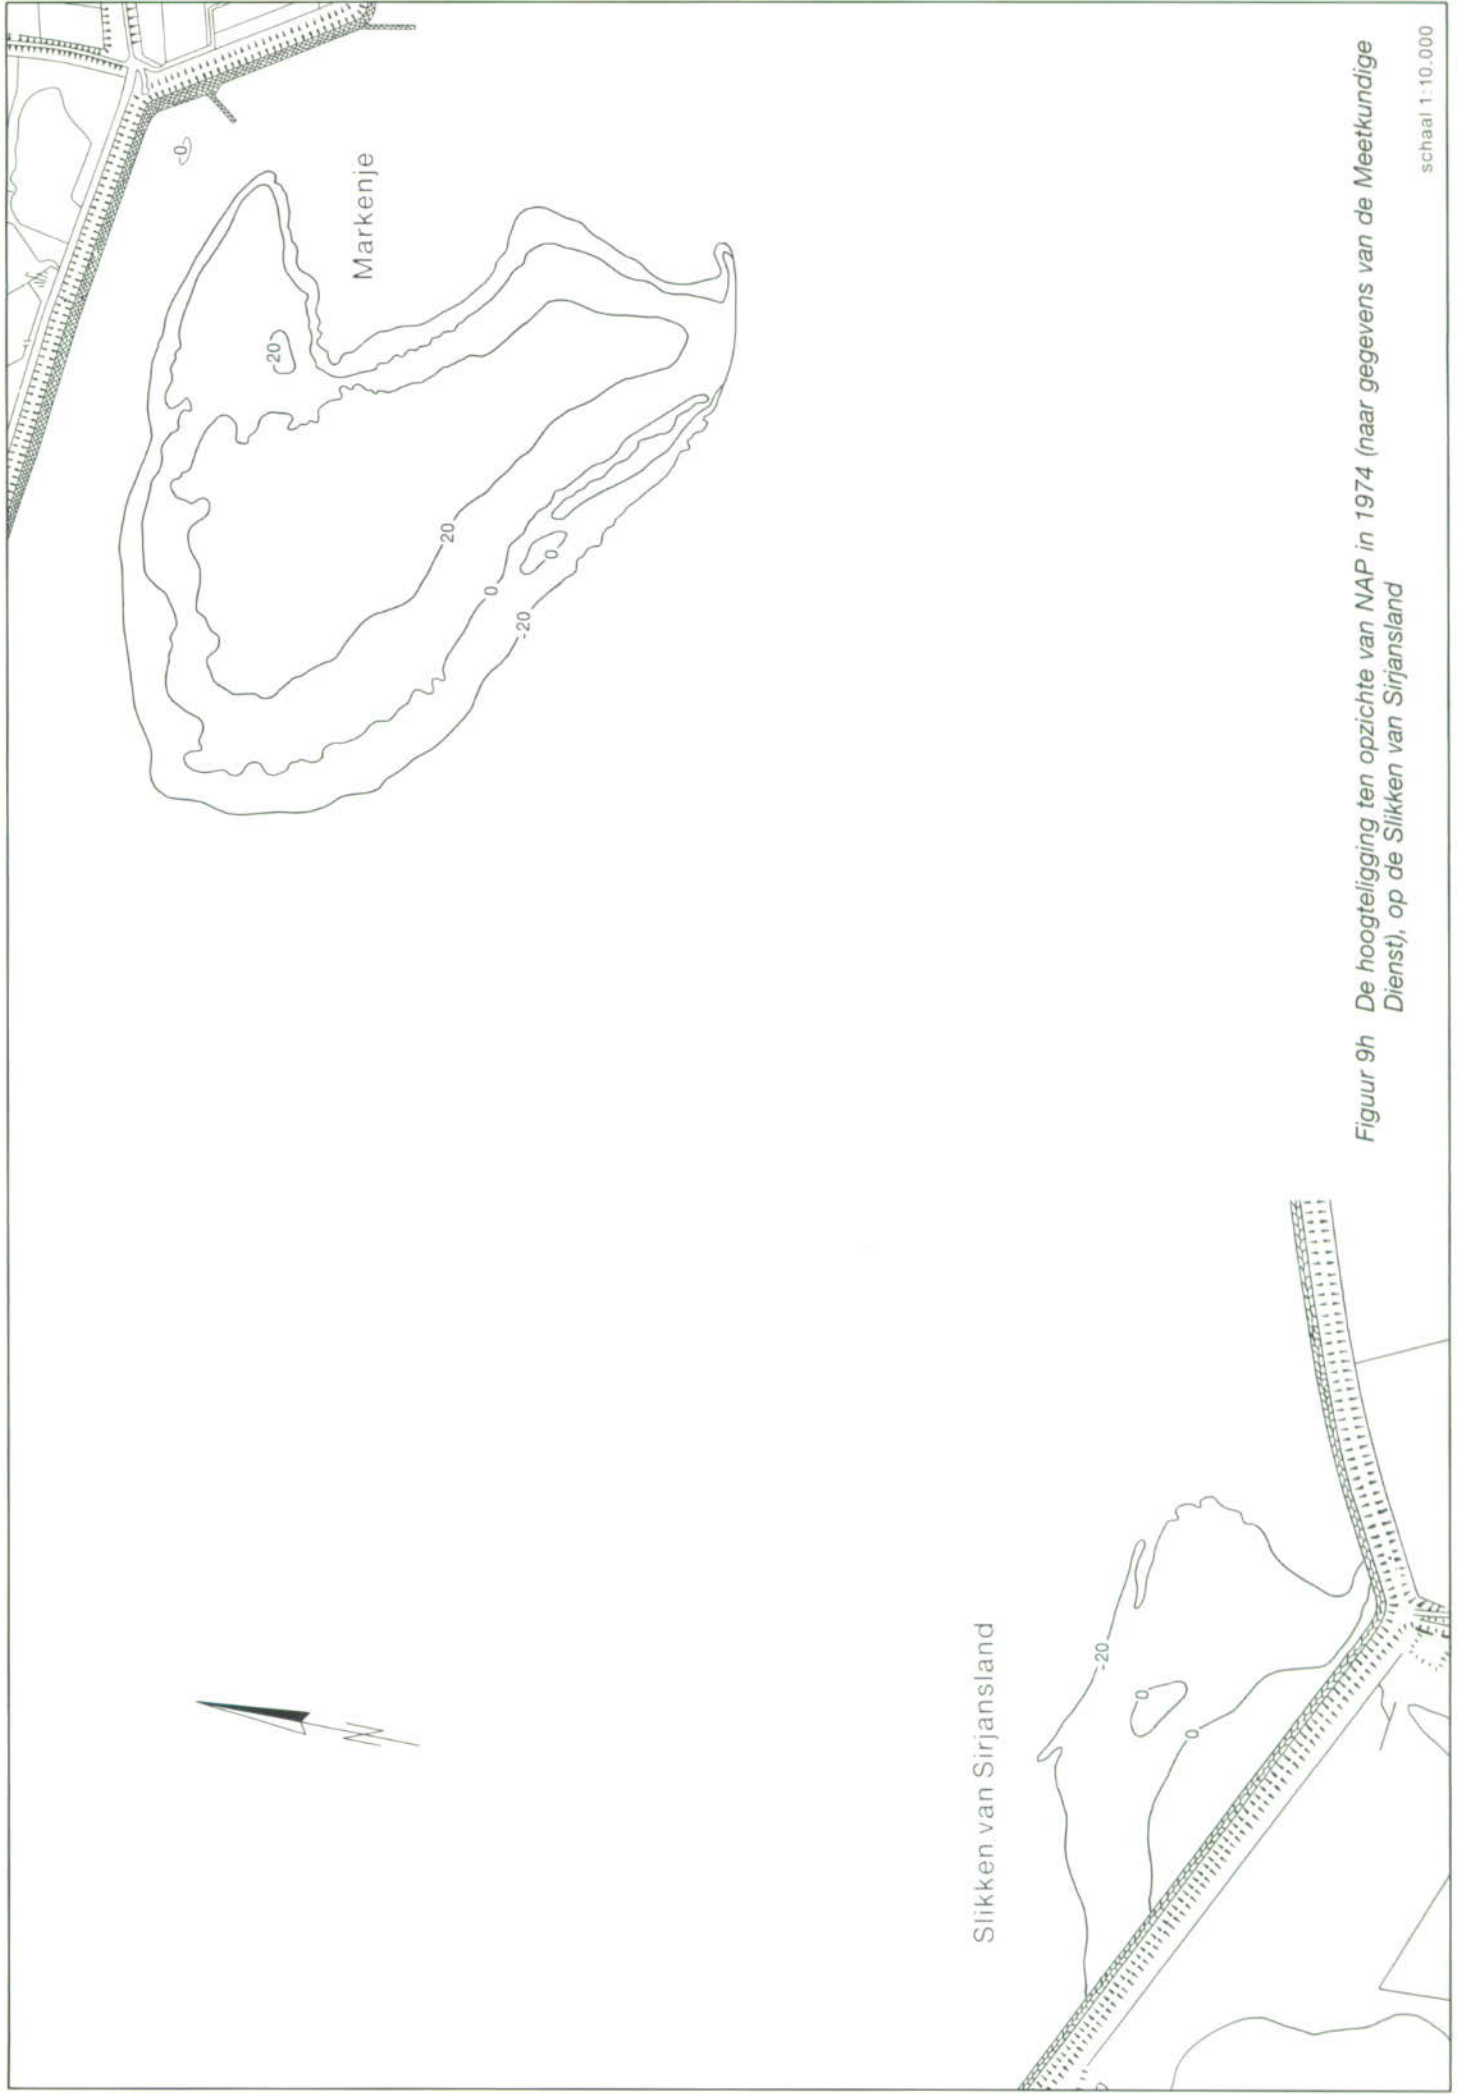 0
Markenje
20
20
0
0
-20
N
Slikken van Sirjansland
-20
0
0
Figuur 9h De hoogteligging ten opzichte van NAP in 1974 (naar gegevens van de Meetkundige
Dienst), op de Slikken van Sirjansland
schaal 1:10.000